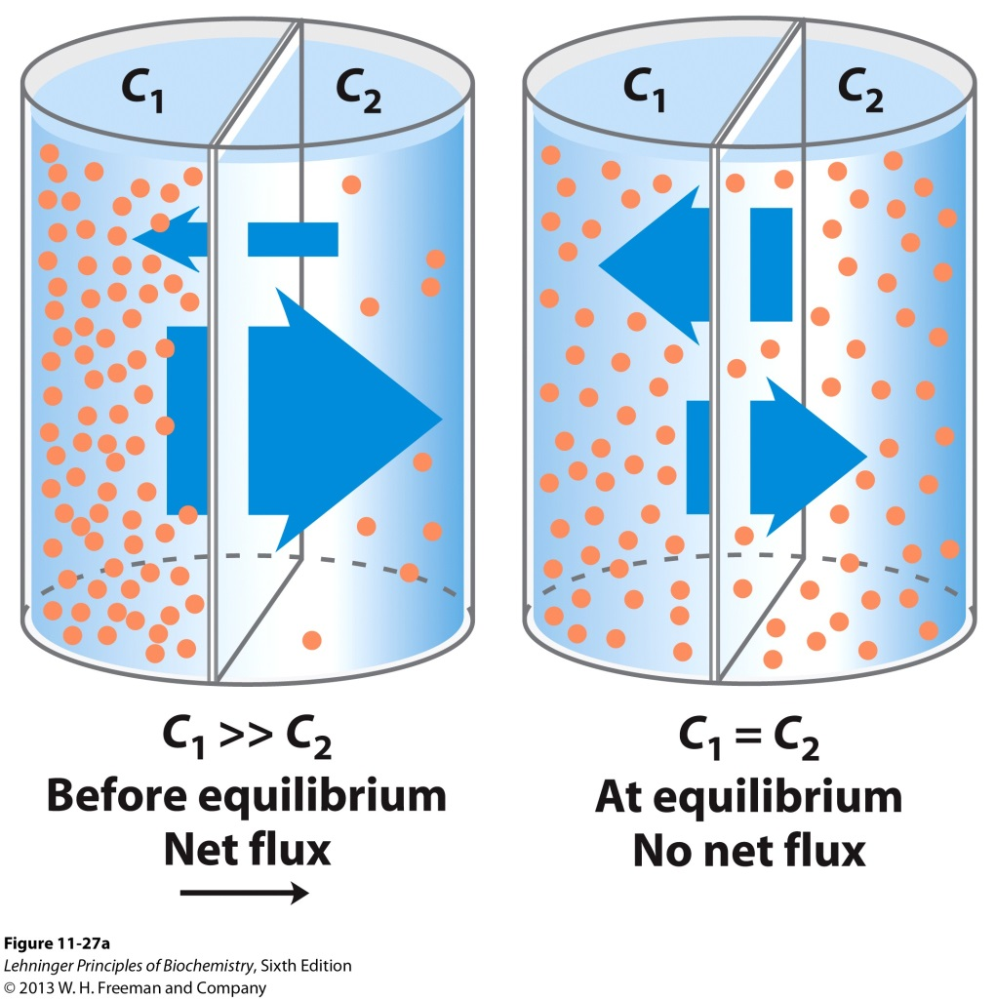 C₁ C₂
C₁ C₂
C₁ >> C₂
Before equilibrium
Net flux
C₁ = C₂
At equilibrium
No net flux
Figure 11-27a
Lehninger Principles of Biochemistry, Sixth Edition
© 2013 W. H. Freeman and Company